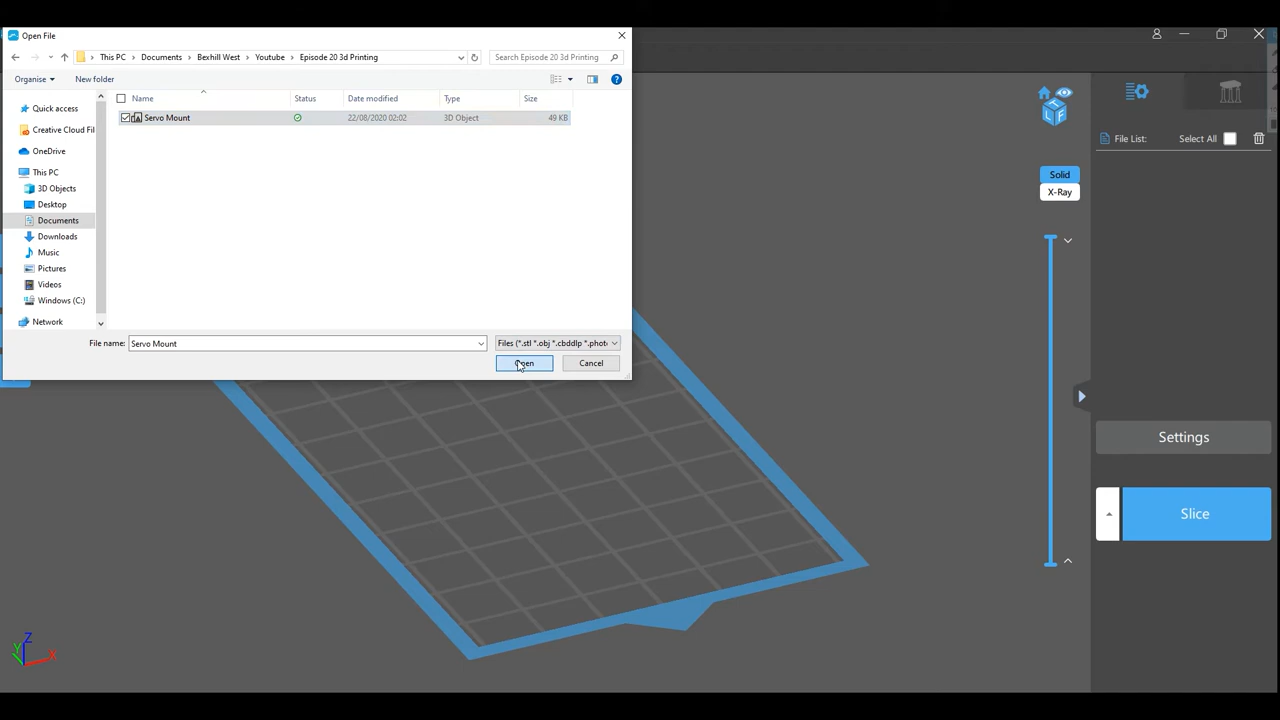 Open File
This PC > Documents > Bexhill West > Youtube > Episode 20 3d Printing
Search Episode 20 3d Printing
Organise
New folder
Name
Status
Date modified
Type
Size
Servo Mount
22/08/2020 02:02
3D Object
49 KB
Quick access
Creative Cloud Fil
OneDrive
This PC
3D Objects
Desktop
Documents
Downloads
Music
Pictures
Videos
Windows (C:)
Network
File name:
Servo Mount
Files (*.stl *.obj *.cbddlp *.phot
Open
Cancel
T
L F
File List:
Select All
Solid
X-Ray
Settings
Slice
Z
Y
X